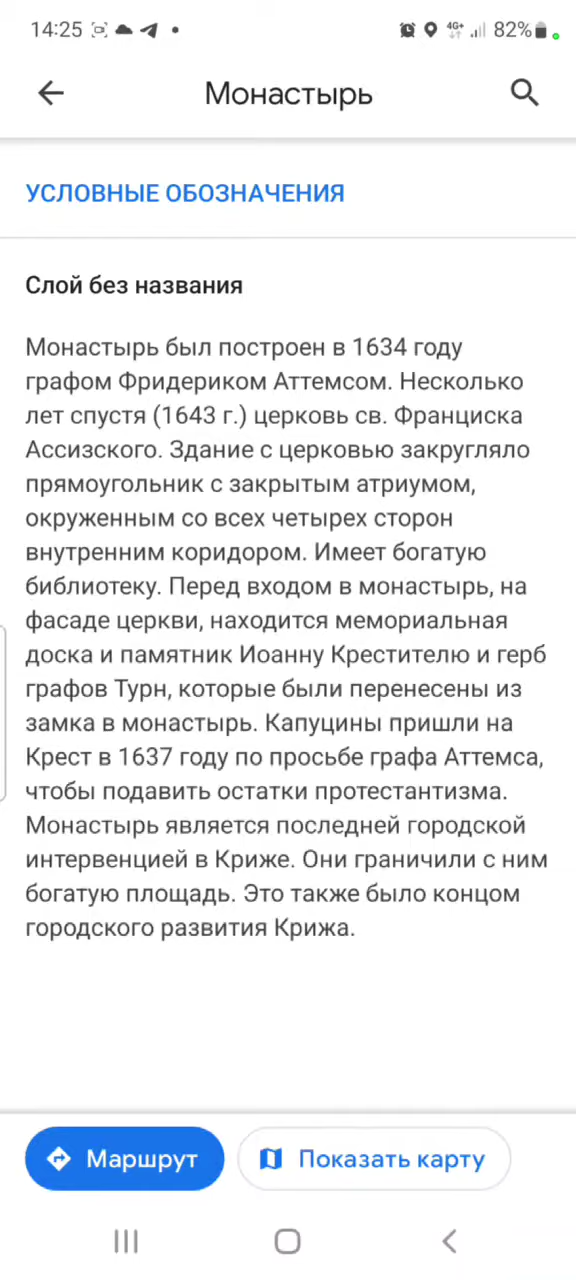 14:25
4G+
82%
Монастырь
УСЛОВНЫЕ ОБОЗНАЧЕНИЯ
Слой без названия
Монастырь был построен в 1634 году
графом Фридериком Аттемсом. Несколько
лет спустя (1643 г.) церковь св. Франциска
Ассизского. Здание с церковью закругляло
прямоугольник с закрытым атриумом,
окруженным со всех четырех сторон
внутренним коридором. Имеет богатую
библиотеку. Перед входом в монастырь, на
фасаде церкви, находится мемориальная
доска и памятник Иоанну Крестителю и герб
графов Турн, которые были перенесены из
замка в монастырь. Капуцины пришли на
Крест в 1637 году по просьбе графа Аттемса,
чтобы подавить остатки протестантизма.
Монастырь является последней городской
интервенцией в Криже. Они граничили с ним
богатую площадь. Это также было концом
городского развития Крижа.
Маршрут
Показать карту